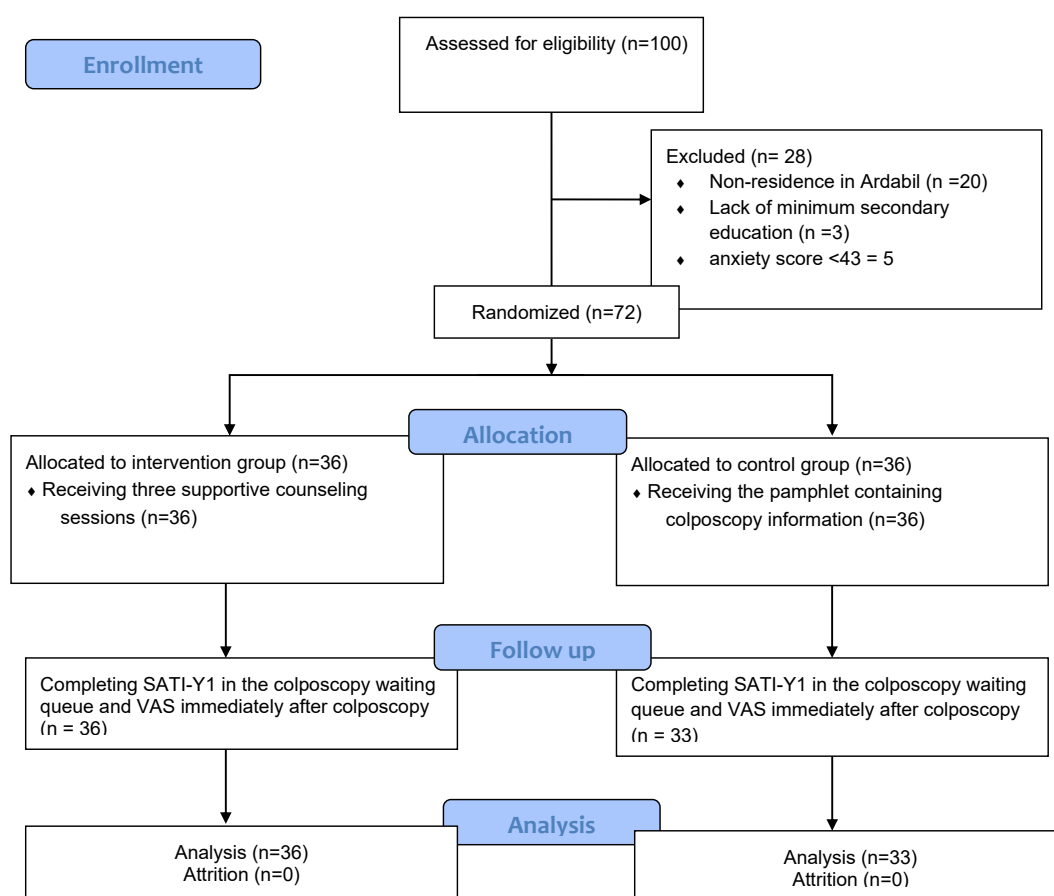 Assessed for eligibility (n=100)
Enrollment
Excluded (n= 28)
♦ Non-residence in Ardabil (n =20)
♦ Lack of minimum secondary
education (n =3)
♦ anxiety score <43 = 5
Randomized (n=72)
Allocation
Allocated to intervention group (n=36)
♦ Receiving three supportive counseling
sessions (n=36)
Allocated to control group (n=36)
♦ Receiving the pamphlet containing
colposcopy information (n=36)
Follow up
Completing SATI-Y1 in the colposcopy waiting
queue and VAS immediately after colposcopy
(n = 36)
Completing SATI-Y1 in the colposcopy waiting
queue and VAS immediately after colposcopy
(n = 33)
Analysis
Analysis (n=36)
Attrition (n=0)
Analysis (n=33)
Attrition (n=0)